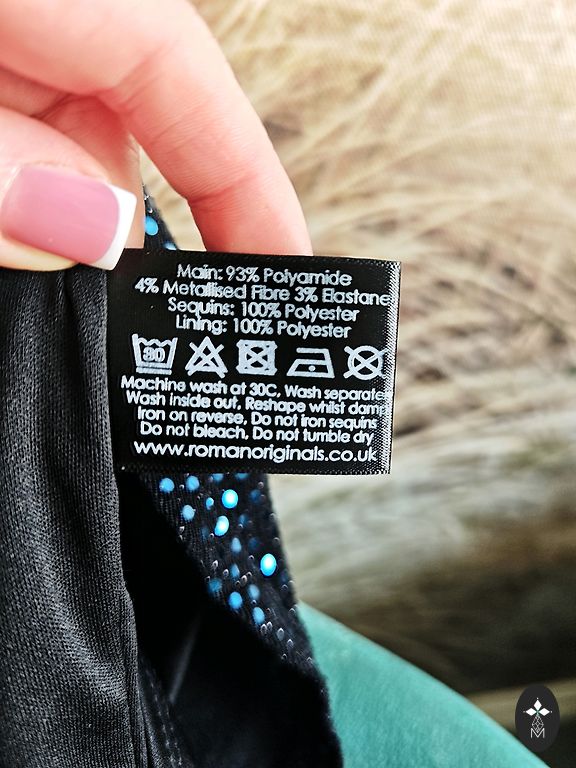 Main: 93% Polyamide
4% Metallised Fibre 3% Elastane
Sequins: 100% Polyester
Lining: 100% Polyester
30
Machine wash at 30C, Wash separately
Wash inside out, Reshape whilst damp
Iron on reverse, Do not iron sequins
Do not bleach, Do not tumble dry
www.romanoriginals.co.uk
M